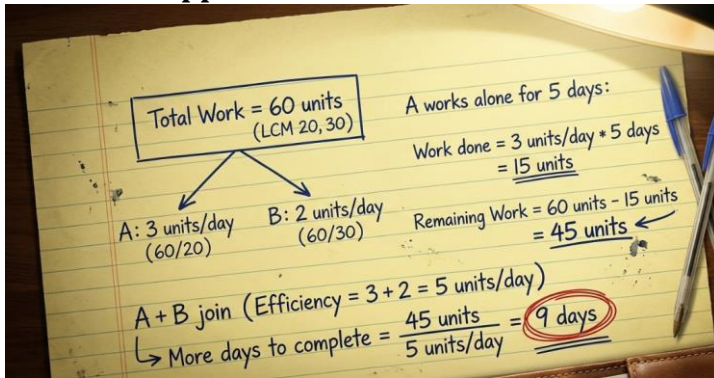 Total Work = 60 units
(LCM 20, 30)
A: 3 units/day
(60/20)
B: 2 units/day
(60/30)
A works alone for 5 days:
Work done = 3 units/day * 5 days
= 15 units
Remaining Work = 60 units - 15 units
= 45 units
A + B join (Efficiency = 3 + 2 = 5 units/day)
More days to complete = 45 units / 5 units/day = 9 days